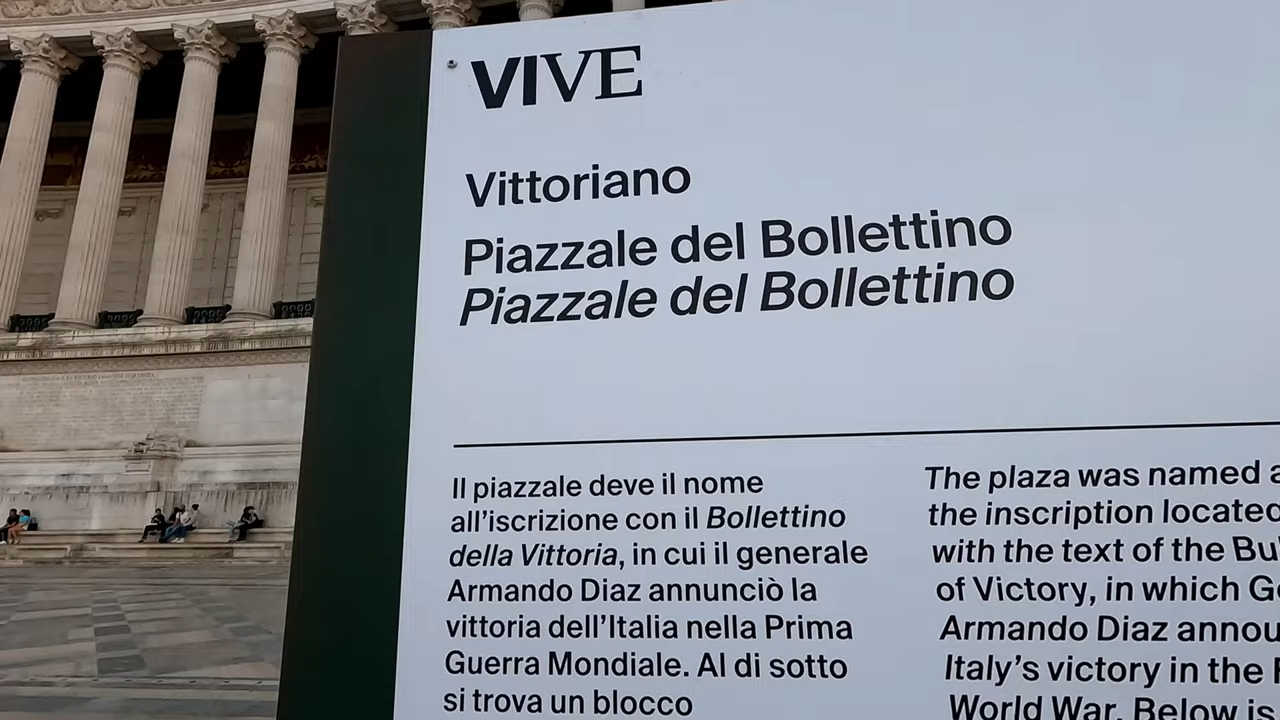 VIVE
Vittoriano
Piazzale del Bollettino
Piazzale del Bollettino
Il piazzale deve il nome
all'iscrizione con il Bollettino
della Vittoria, in cui il generale
Armando Diaz annunciò la
vittoria dell'Italia nella Prima
Guerra Mondiale. Al di sotto
si trova un blocco
The plaza was named
the inscription located
with the text of the
of Victory, in which
Armando Diaz
Italy's victory in the
World War. Below is